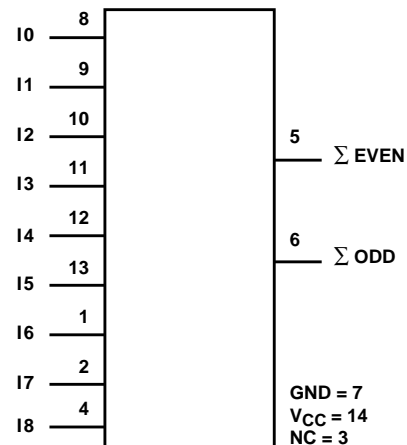 I0 8
I1 9
I2 10
I3 11
I4 12
I5 13
I6 1
I7 2
I8 4
5 Σ EVEN
6 Σ ODD
GND = 7
VCC = 14
NC = 3